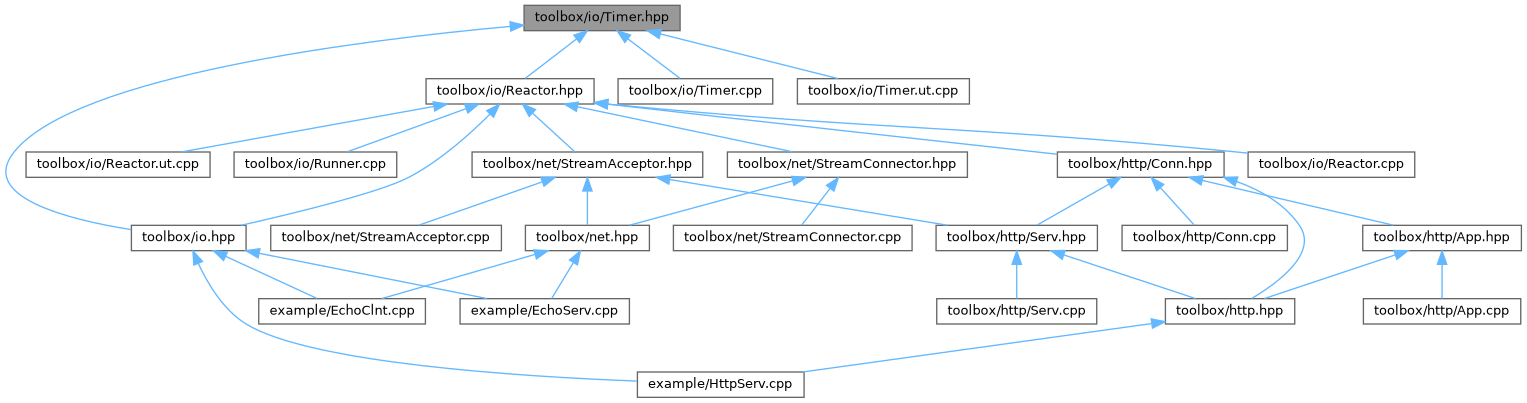 toolbox/io/Timer.hpp
toolbox/io/Reactor.hpp
toolbox/io/Timer.cpp
toolbox/io/Timer.ut.cpp
toolbox/io/Reactor.ut.cpp
toolbox/io/Runner.cpp
toolbox/net/StreamAcceptor.hpp
toolbox/net/StreamConnector.hpp
toolbox/http/Conn.hpp
toolbox/io/Reactor.cpp
toolbox/io.hpp
toolbox/net/StreamAcceptor.cpp
toolbox/net.hpp
toolbox/net/StreamConnector.cpp
toolbox/http/Serv.hpp
toolbox/http/Conn.cpp
toolbox/http/App.hpp
example/EchoClnt.cpp
example/EchoServ.cpp
toolbox/http/Serv.cpp
toolbox/http.hpp
toolbox/http/App.cpp
example/HttpServ.cpp